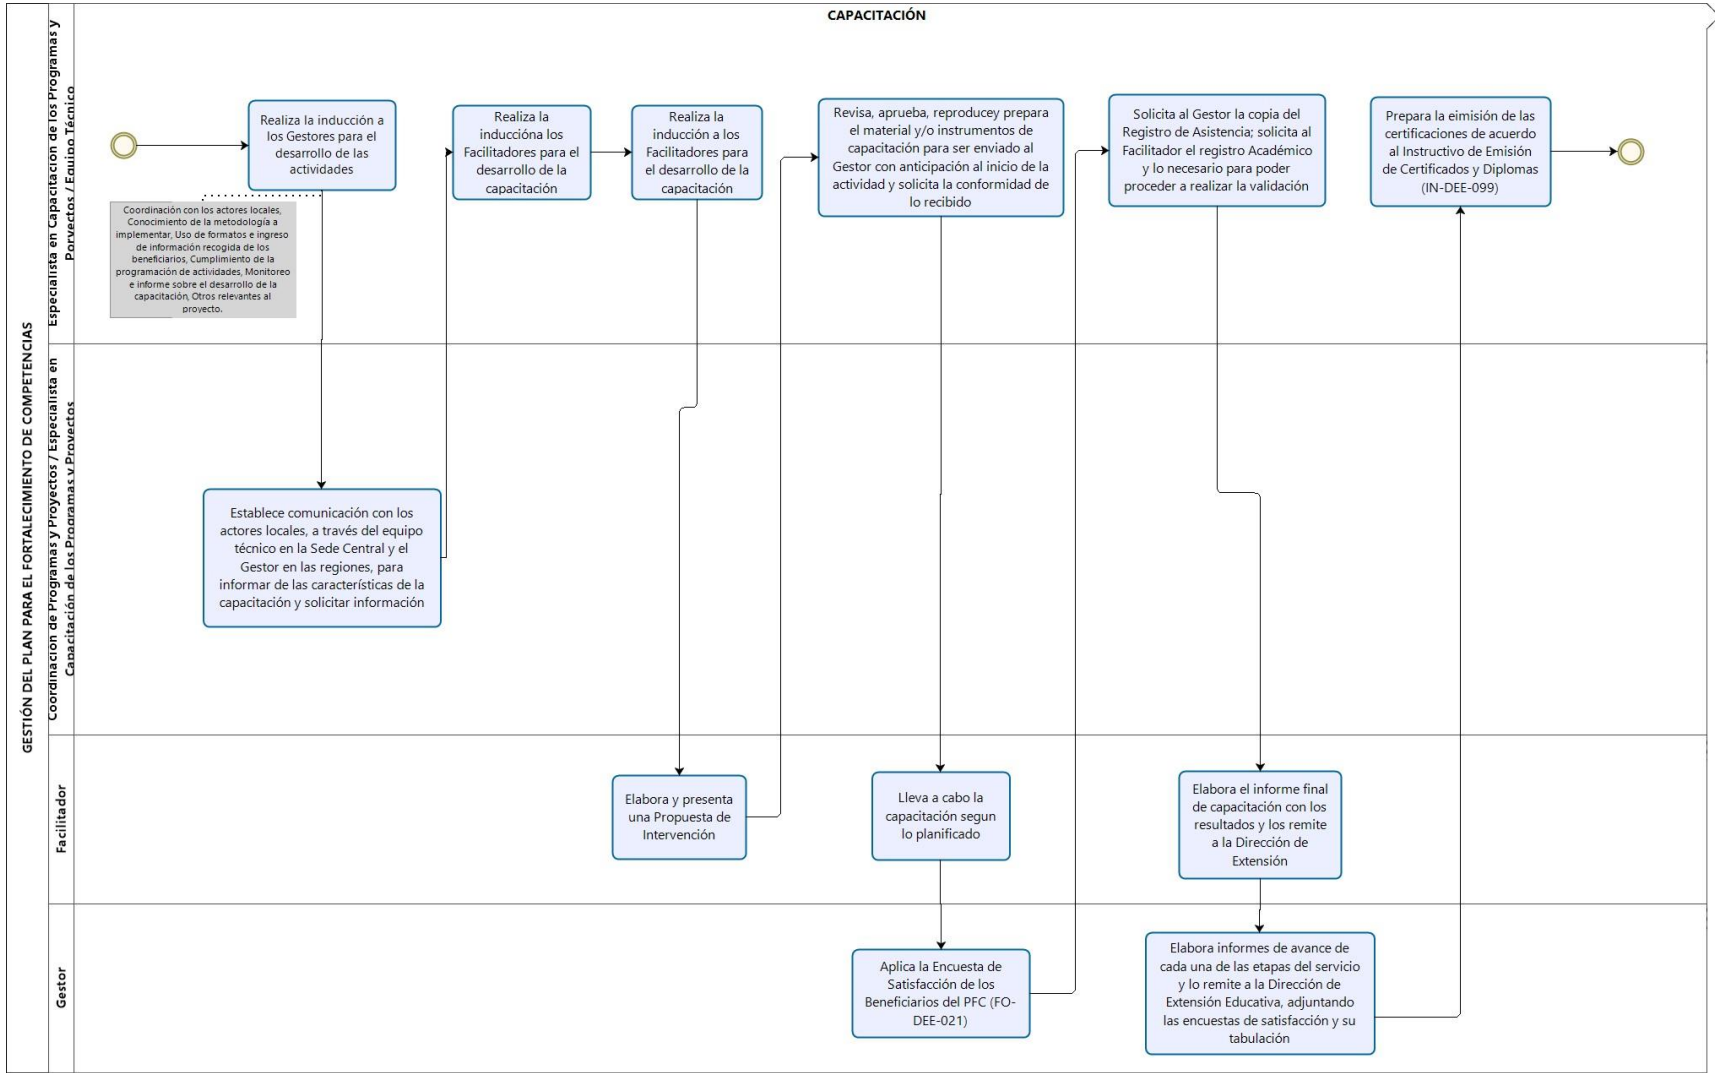 CAPACITACIÓN
GESTIÓN DEL PLAN PARA EL FORTALECIMIENTO DE COMPETENCIAS
Especialista en Capacitacion de los Programas y
Porvectos / Equipo Técnico
Realiza la inducción a
los Gestores para el
desarrollo de las
actividades
Coordinación con los actores locales,
Conocimiento de la metodología a
implementar, Uso de formatos e ingreso
de información recogida de los
beneficiarios, Cumplimiento de la
programación de actividades, Monitoreo
e informe sobre el desarrollo de la
capacitación, Otros relevantes al
proyecto.
Realiza la
induccióna los
Facilitadores para el
desarrollo de la
capacitación
Realiza la
inducción a los
Facilitadores para
el desarrollo de la
capacitación
Revisa, aprueba, reproducey prepara
el material y/o instrumentos de
capacitación para ser enviado al
Gestor con anticipación al inicio de la
actividad y solicita la conformidad de
lo recibido
Solicita al Gestor la copia del
Registro de Asistencia; solicita al
Facilitador el registro Académico
y lo necesario para poder
proceder a realizar la validación
Prepara la eimisión de las
certificaciones de acuerdo
al Instructivo de Emisión
de Certificados y Diplomas
(IN-DEE-099)
Coordinacion de Programas y Proyectos / Especialista en
Capacitación de los Programas y Proyectos
Establece comunicación con los
actores locales, a través del equipo
técnico en la Sede Central y el
Gestor en las regiones, para
informar de las características de la
capacitación y solicitar información
Facilitador
Elabora y presenta
una Propuesta de
Intervención
Lleva a cabo la
capacitación segun
lo planificado
Elabora el informe final
de capacitación con los
resultados y los remite
a la Dirección de
Extensión
Gestor
Aplica la Encuesta de
Satisfacción de los
Beneficiarios del PFC (FO-
DEE-021)
Elabora informes de avance de
cada una de las etapas del servicio
y lo remite a la Dirección de
Extensión Educativa, adjuntando
las encuestas de satisfacción y su
tabulación